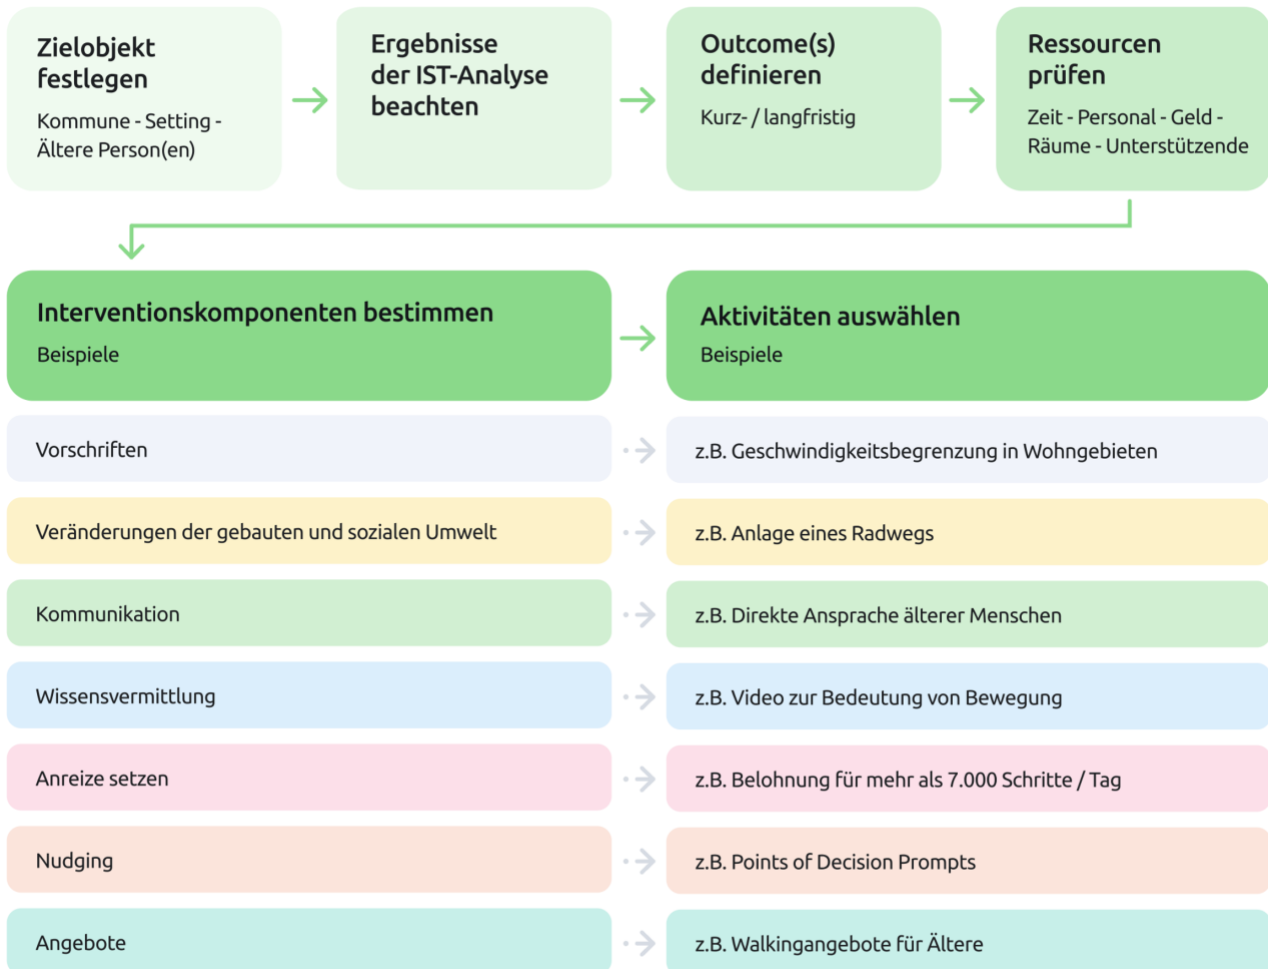 Zielobjekt
festlegen
Kommune - Setting -
Ältere Person(en)
Ergebnisse
der IST-Analyse
beachten
Outcome(s)
definieren
Kurz- / langfristig
Ressourcen
prüfen
Zeit - Personal - Geld -
Räume - Unterstützende
Interventionskomponenten bestimmen
Beispiele
Aktivitäten auswählen
Beispiele
Vorschriften
z.B. Geschwindigkeitsbegrenzung in Wohngebieten
Veränderungen der gebauten und sozialen Umwelt
z.B. Anlage eines Radwegs
Kommunikation
z.B. Direkte Ansprache älterer Menschen
Wissensvermittlung
z.B. Video zur Bedeutung von Bewegung
Anreize setzen
z.B. Belohnung für mehr als 7.000 Schritte / Tag
Nudging
z.B. Points of Decision Prompts
Angebote
z.B. Walkingangebote für Ältere